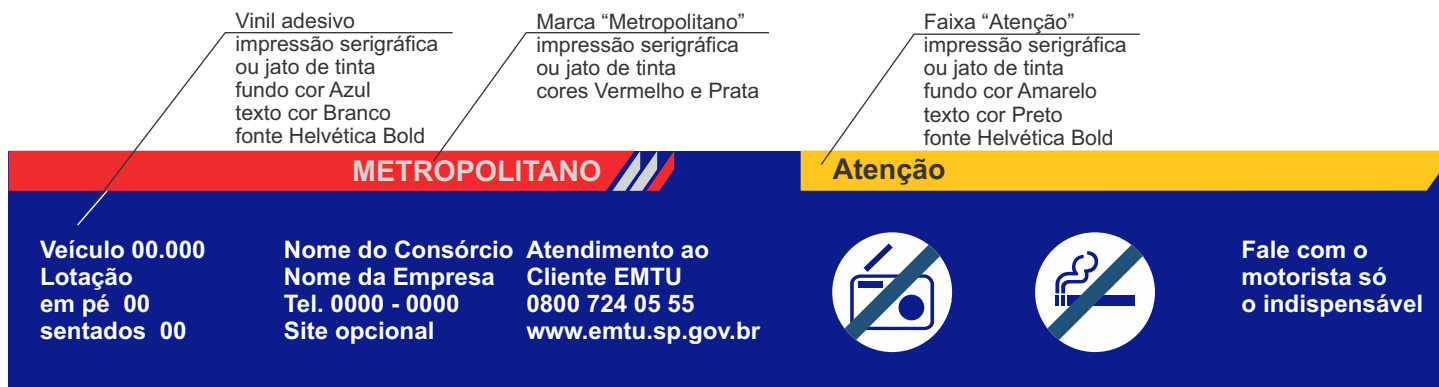 Vinil adesivo
impressão serigráfica
ou jato de tinta
fundo cor Azul
texto cor Branco
fonte Helvética Bold
Marca “Metropolitano”
impressão serigráfica
ou jato de tinta
cores Vermelho e Prata
Faixa “Atenção”
impressão serigráfica
ou jato de tinta
fundo cor Amarelo
texto cor Preto
fonte Helvética Bold
METROPOLITANO
Atenção
Veículo 00.000
Lotação
em pé 00
sentados 00
Nome do Consórcio
Nome da Empresa
Tel. 0000 - 0000
Site opcional
Atendimento ao
Cliente EMTU
0800 724 05 55
www.emtu.sp.gov.br
Fale com o
motorista só
o indispensável